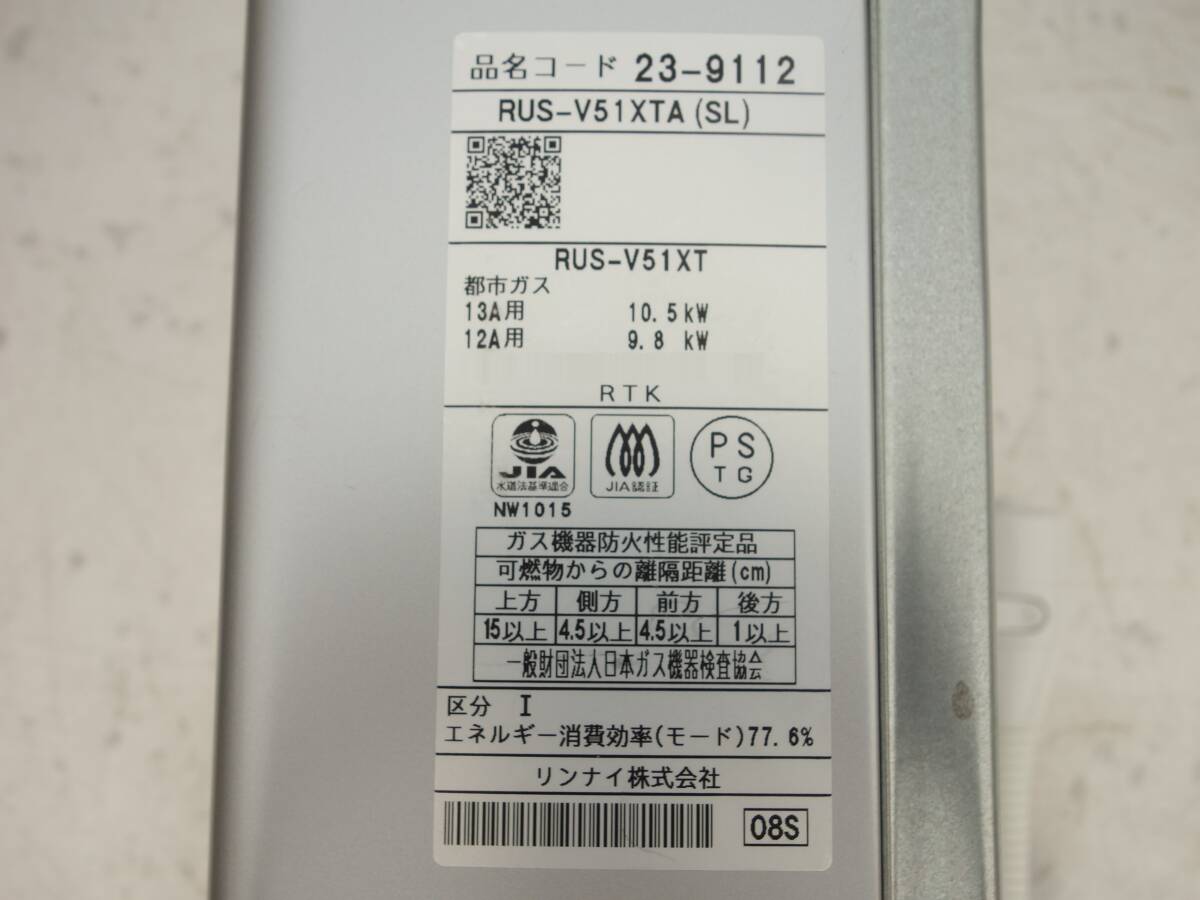 品名コード 23-9112
RUS-V51XTA(SL)
RUS-V51XT
都市ガス
13A用 10.5kW
12A用 9.8 kW
RTK
JIA
水道法基準適合
JIA認証
PS
TG
NW1015
ガス機器防火性能評定品
可燃物からの離隔距離(cm)
上方 側方 前方 後方
15以上 4.5以上 4.5以上 1以上
一般財団法人日本ガス機器検査協会
区分 I
エネルギー消費効率(モード)77.6%
リンナイ株式会社
08S